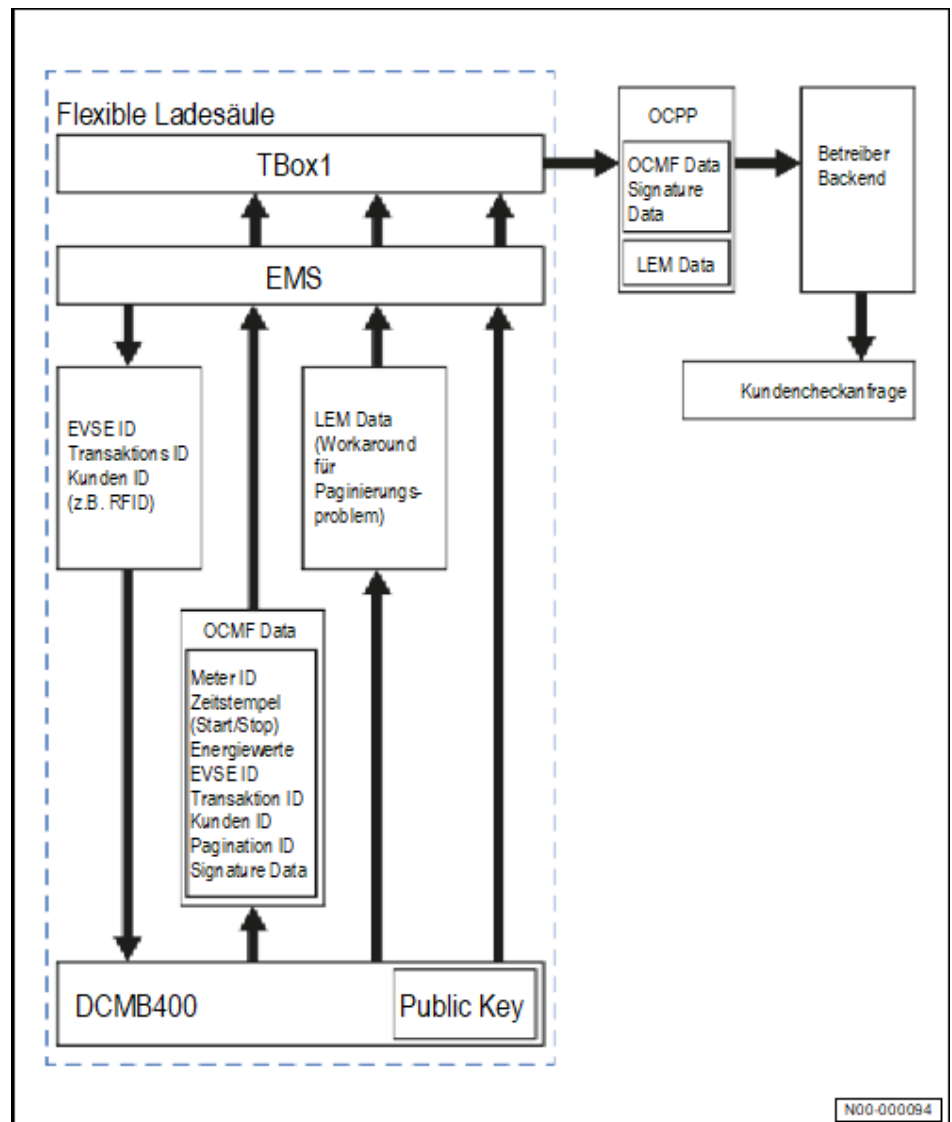 Flexible Ladesäule
TBox1
EMS
EVSE ID
Transaktions ID
Kunden ID
(z.B. RFID)
LEM Data
(Workaround
für
Paginierungs-
problem)
OCMF Data
Meter ID
Zeitstempel
(Start/Stop)
Energiewerte
EVSE ID
Transaktion ID
Kunden ID
Pagination ID
Signature Data
DCMB400
Public Key
OCPP
OCMF Data
Signature
Data
LEM Data
Betreiber
Backend
Kundencheckanfrage
N00-000094